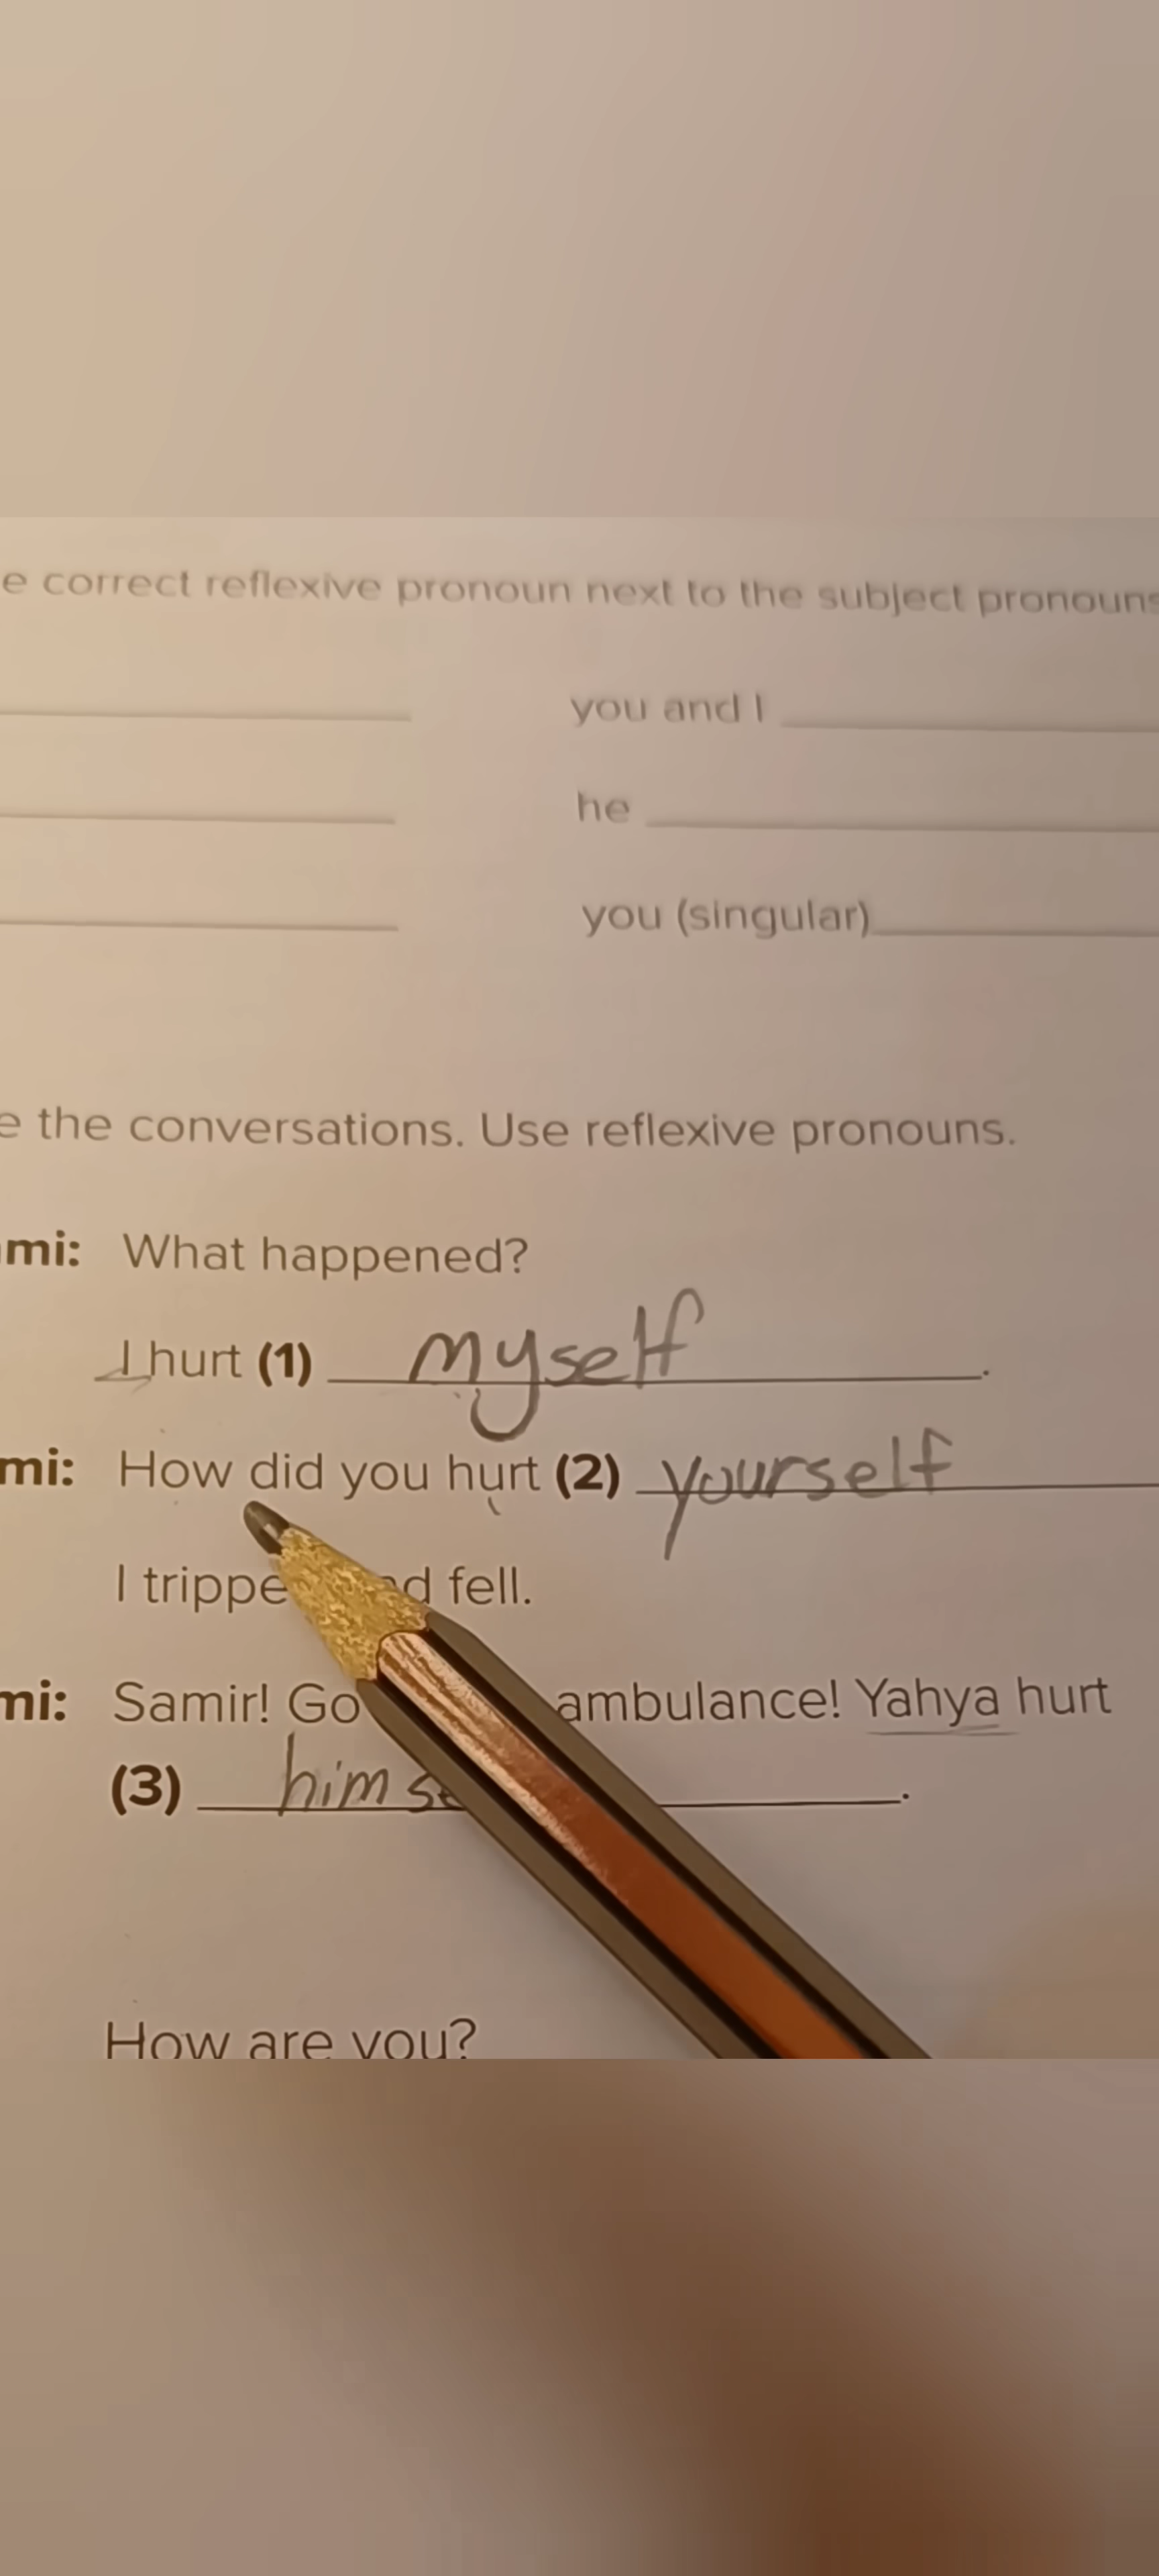 e correct reflexive pronoun next to the subject pronouns
you and I
he
you (singular)
e the conversations. Use reflexive pronouns.
mi: What happened?
I hurt (1) myself.
mi: How did you hurt (2) yourself
I trippe d fell.
mi: Samir! Go ambulance! Yahya hurt
(3) himse .
How are you?